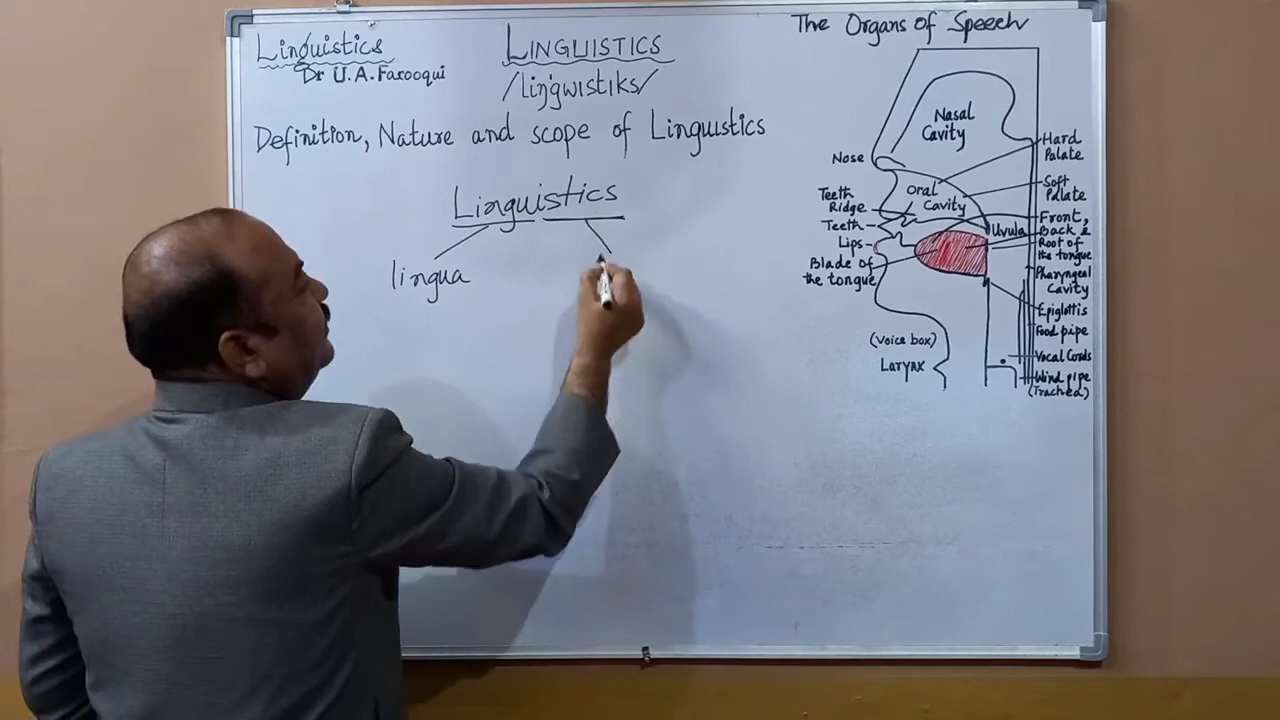 Linguistics
Dr U.A. Farooqui
LINGUISTICS
/Liŋgwistiks/
Definition, Nature and scope of Linguistics
Linguistics
lingua
The Organs of Speech
Nasal
Cavity
Nose
Hard
Palate
Teeth
Ridge
Oral
Cavity
Soft
Palate
Teeth
Lips
Blade of
the tongue
Uvula
Front,
Back &
Root of
the tongue
Pharyngeal
Cavity
Epiglottis
Food pipe
(Voice box)
Larynx
Vocal Cords
Wind pipe
(Trachea)